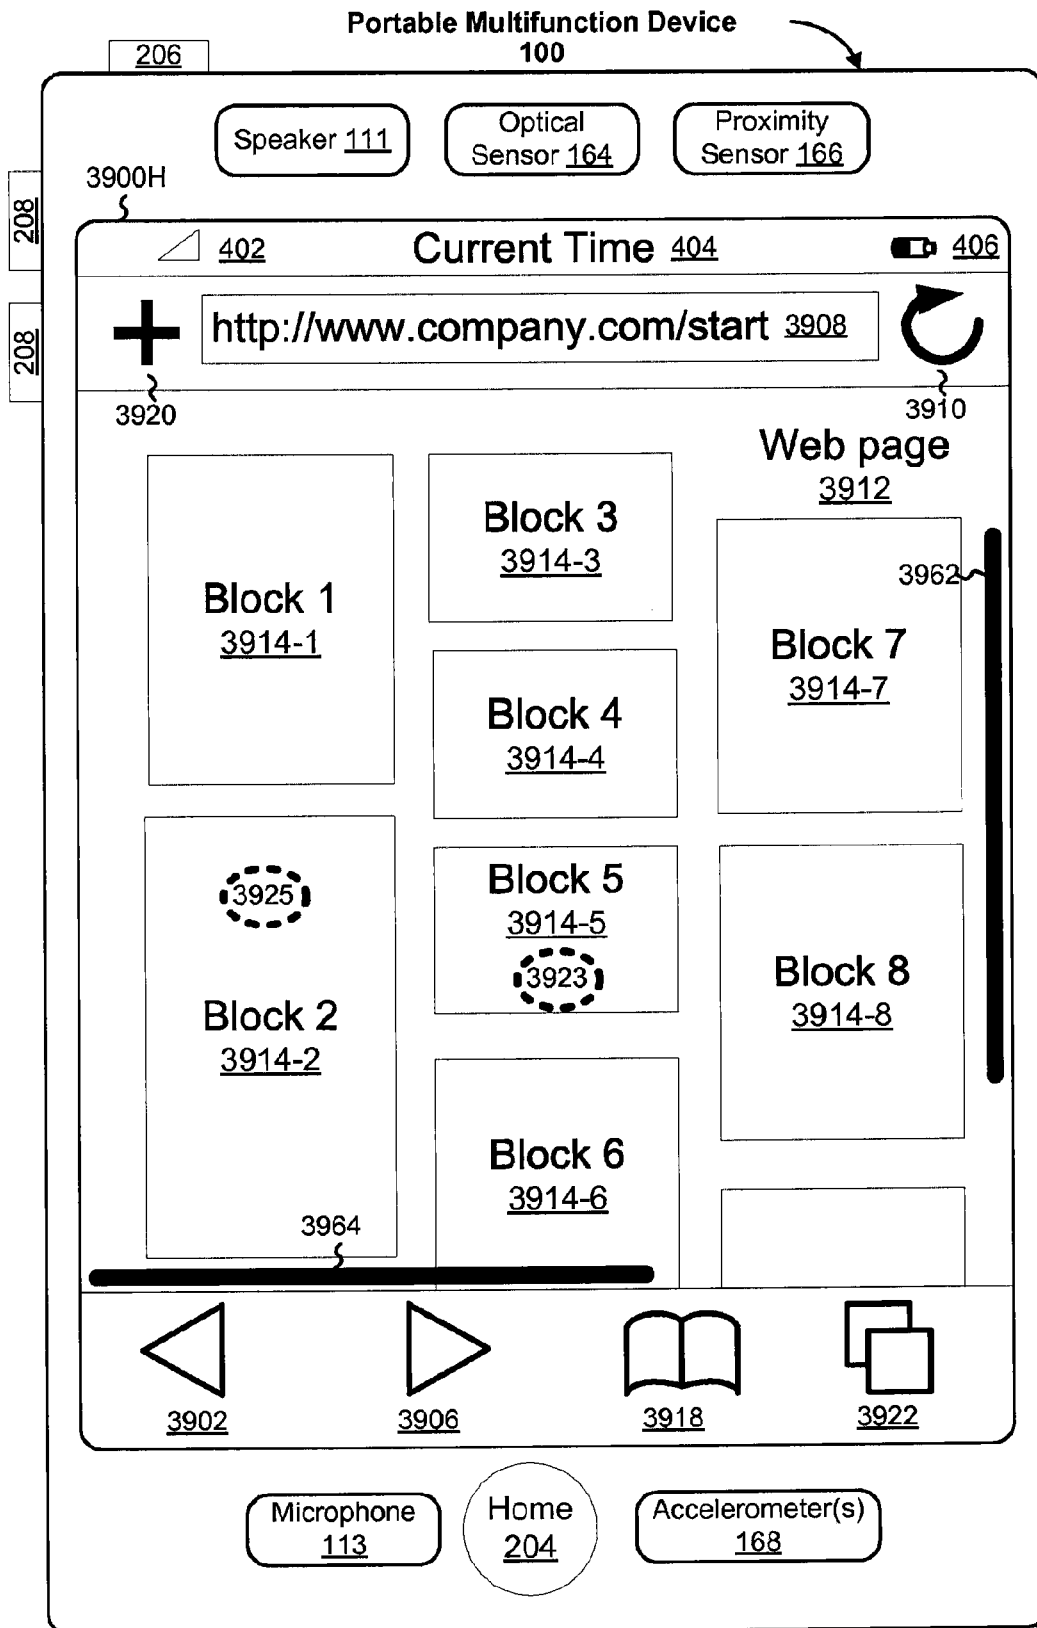 Portable Multifunction Device
100
206
Speaker 111
Optical
Sensor 164
Proximity
Sensor 166
3900H
208
208
402
Current Time 404
406
http://www.company.com/start 3908
3920
3910
Web page
3912
Block 1
3914-1
Block 3
3914-3
3962
Block 7
3914-7
Block 4
3914-4
3925
Block 5
3914-5
3923
Block 2
3914-2
Block 8
3914-8
Block 6
3914-6
3964
3902
3906
3918
3922
Microphone
113
Home
204
Accelerometer(s)
168